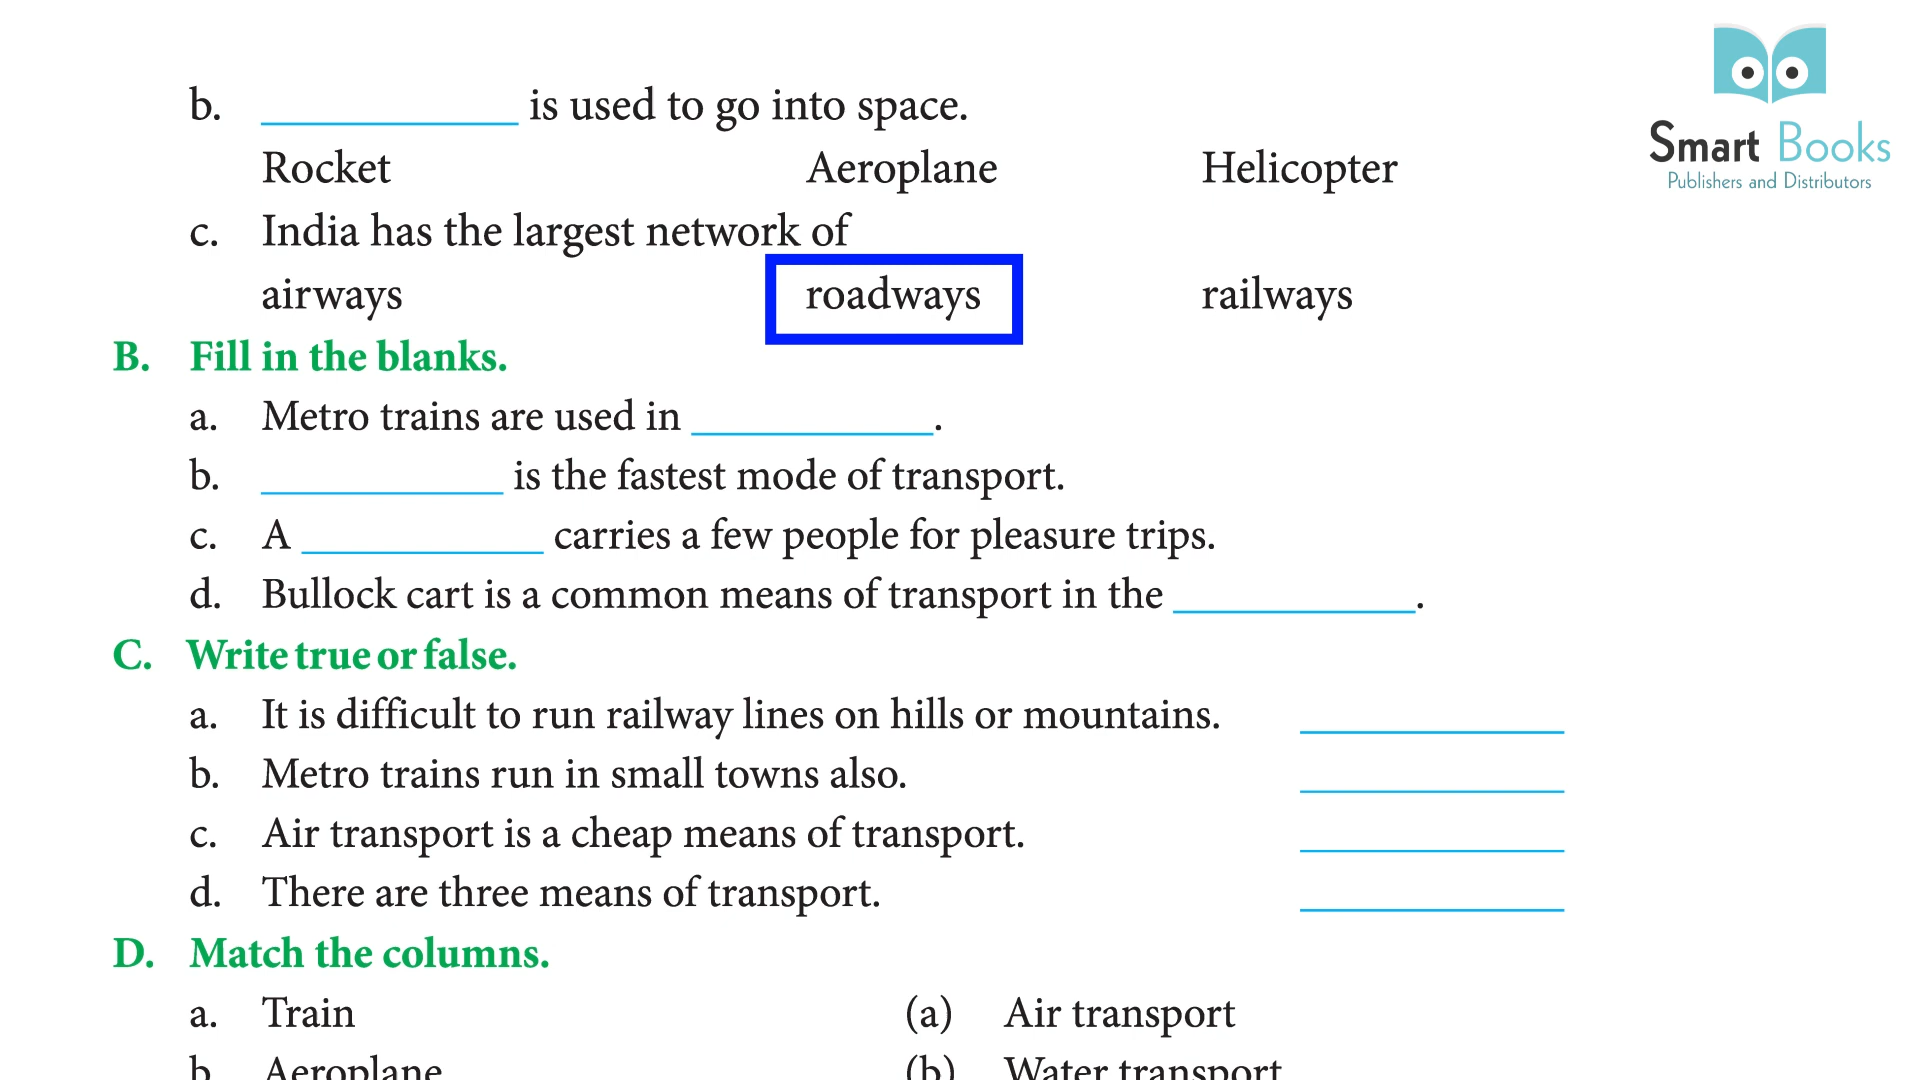 Smart Books
Publishers and Distributors
b. ____________ is used to go into space.
Rocket Aeroplane Helicopter
c. India has the largest network of
airways roadways railways
B. Fill in the blanks.
a. Metro trains are used in ____________.
b. ____________ is the fastest mode of transport.
c. A ____________ carries a few people for pleasure trips.
d. Bullock cart is a common means of transport in the ____________.
C. Write true or false.
a. It is difficult to run railway lines on hills or mountains. ____________
b. Metro trains run in small towns also. ____________
c. Air transport is a cheap means of transport. ____________
d. There are three means of transport. ____________
D. Match the columns.
a. Train (a) Air transport
b. Aeroplane (b) Water transport